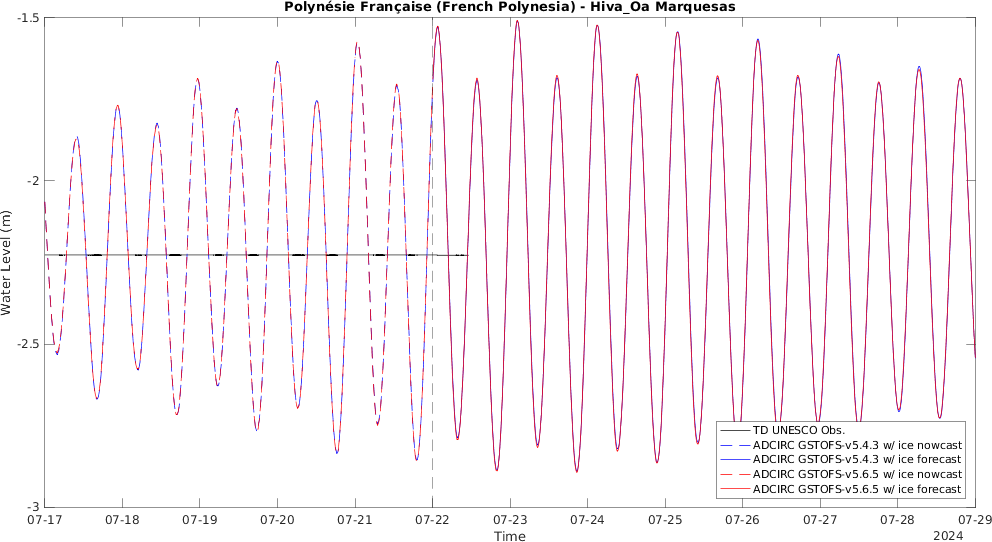 Polynésie Française (French Polynesia) - Hiva_Oa Marquesas
-1.5
-2
-2.5
-3
Water Level (m)
07-17 07-18 07-19 07-20 07-21 07-22 07-23 07-24 07-25 07-26 07-27 07-28 07-29
Time
2024
TD UNESCO Obs.
ADCIRC GSTOFS-v5.4.3 w/ ice nowcast
ADCIRC GSTOFS-v5.4.3 w/ ice forecast
ADCIRC GSTOFS-v5.6.5 w/ ice nowcast
ADCIRC GSTOFS-v5.6.5 w/ ice forecast